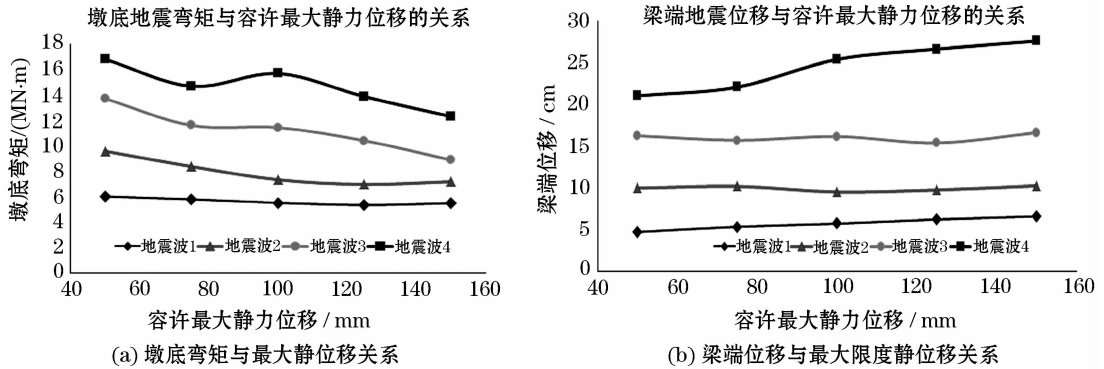 墩底地震弯矩与容许最大静力位移的关系
18
16
14
12
10
8
6
4
2
0
墩底弯矩/(MN·m)
地震波1 地震波2 地震波3 地震波4
40 60 80 100 120 140 160
容许最大静力位移 / mm
(a) 墩底弯矩与最大静位移关系
梁端地震位移与容许最大静力位移的关系
30
25
20
15
10
5
0
梁端位移 / cm
地震波1 地震波2 地震波3 地震波4
40 60 80 100 120 140 160
容许最大静力位移 / mm
(b) 梁端位移与最大限度静位移关系